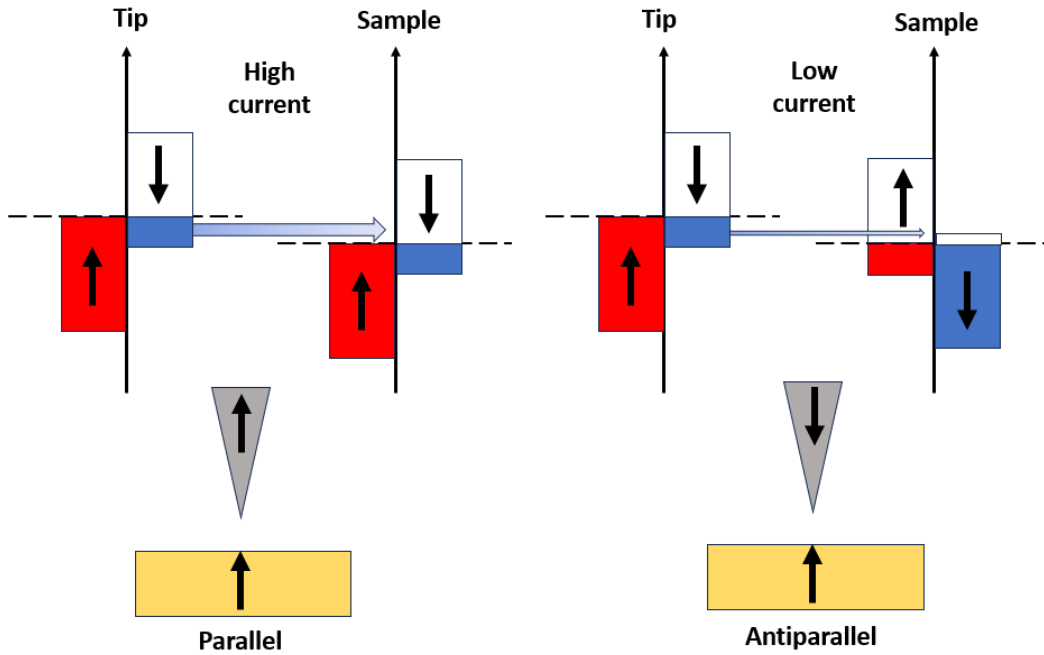 Tip
Sample
High
current
Parallel
Tip
Sample
Low
current
Antiparallel